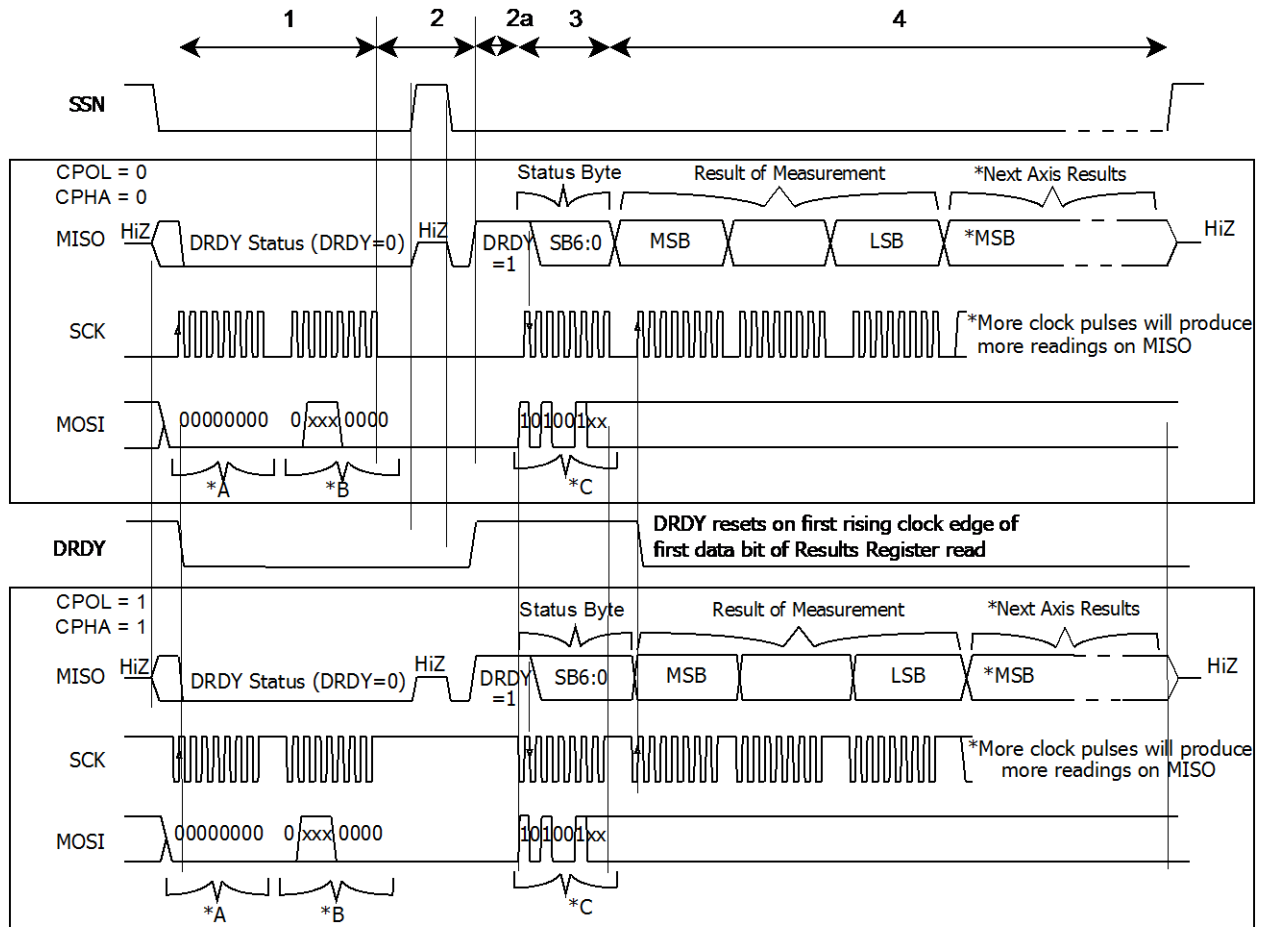 1 2 2a 3 4
SSN
CPOL = 0
CPHA = 0
Status Byte Result of Measurement *Next Axis Results
MISO HiZ DRDY Status (DRDY=0) HiZ DRDY =1 SB6:0 MSB LSB *MSB HiZ
SCK *More clock pulses will produce
more readings on MISO
MOSI 00000000 0 xxx 0000 101001xx
*A *B *C
DRDY DRDY resets on first rising clock edge of
first data bit of Results Register read
CPOL = 1
CPHA = 1
Status Byte Result of Measurement *Next Axis Results
MISO HiZ DRDY Status (DRDY=0) HiZ DRDY =1 SB6:0 MSB LSB *MSB HiZ
SCK *More clock pulses will produce
more readings on MISO
MOSI 00000000 0 xxx 0000 101001xx
*A *B *C